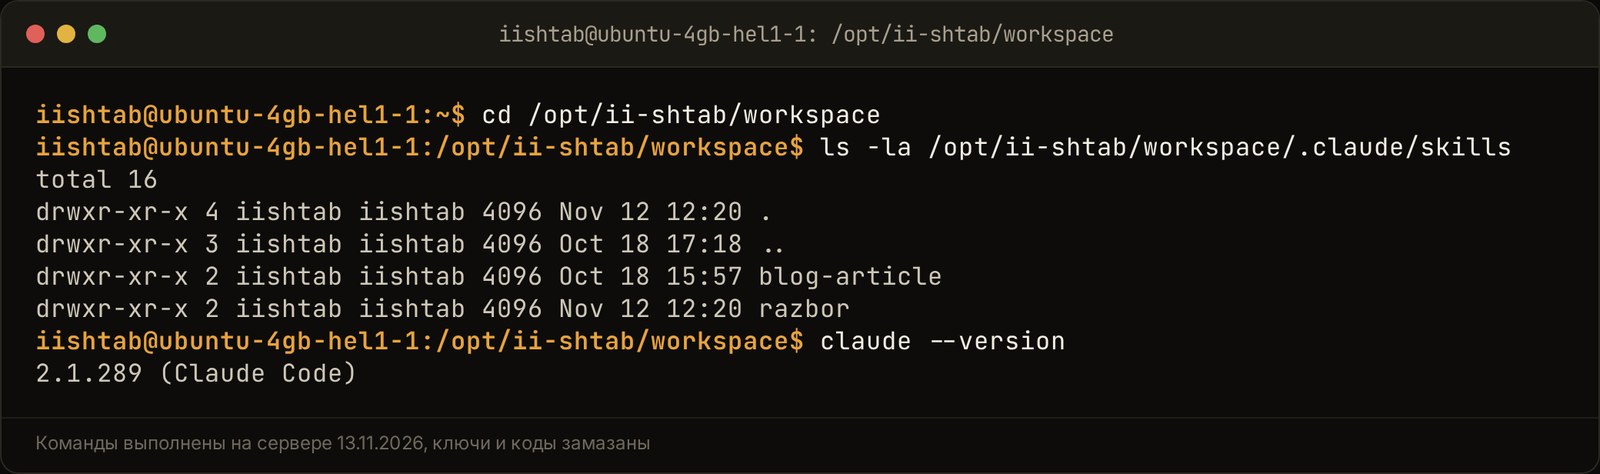 iishtab@ubuntu-4gb-hel1-1: /opt/ii-shtab/workspace
iishtab@ubuntu-4gb-hel1-1:~$ cd /opt/ii-shtab/workspace
iishtab@ubuntu-4gb-hel1-1:/opt/ii-shtab/workspace$ ls -la /opt/ii-shtab/workspace/.claude/skills
total 16
drwxr-xr-x 4 iishtab iishtab 4096 Nov 12 12:20 .
drwxr-xr-x 3 iishtab iishtab 4096 Oct 18 17:18 ..
drwxr-xr-x 2 iishtab iishtab 4096 Oct 18 15:57 blog-article
drwxr-xr-x 2 iishtab iishtab 4096 Nov 12 12:20 razbor
iishtab@ubuntu-4gb-hel1-1:/opt/ii-shtab/workspace$ claude --version
2.1.289 (Claude Code)
Команды выполнены на сервере 13.11.2026, ключи и коды замазаны